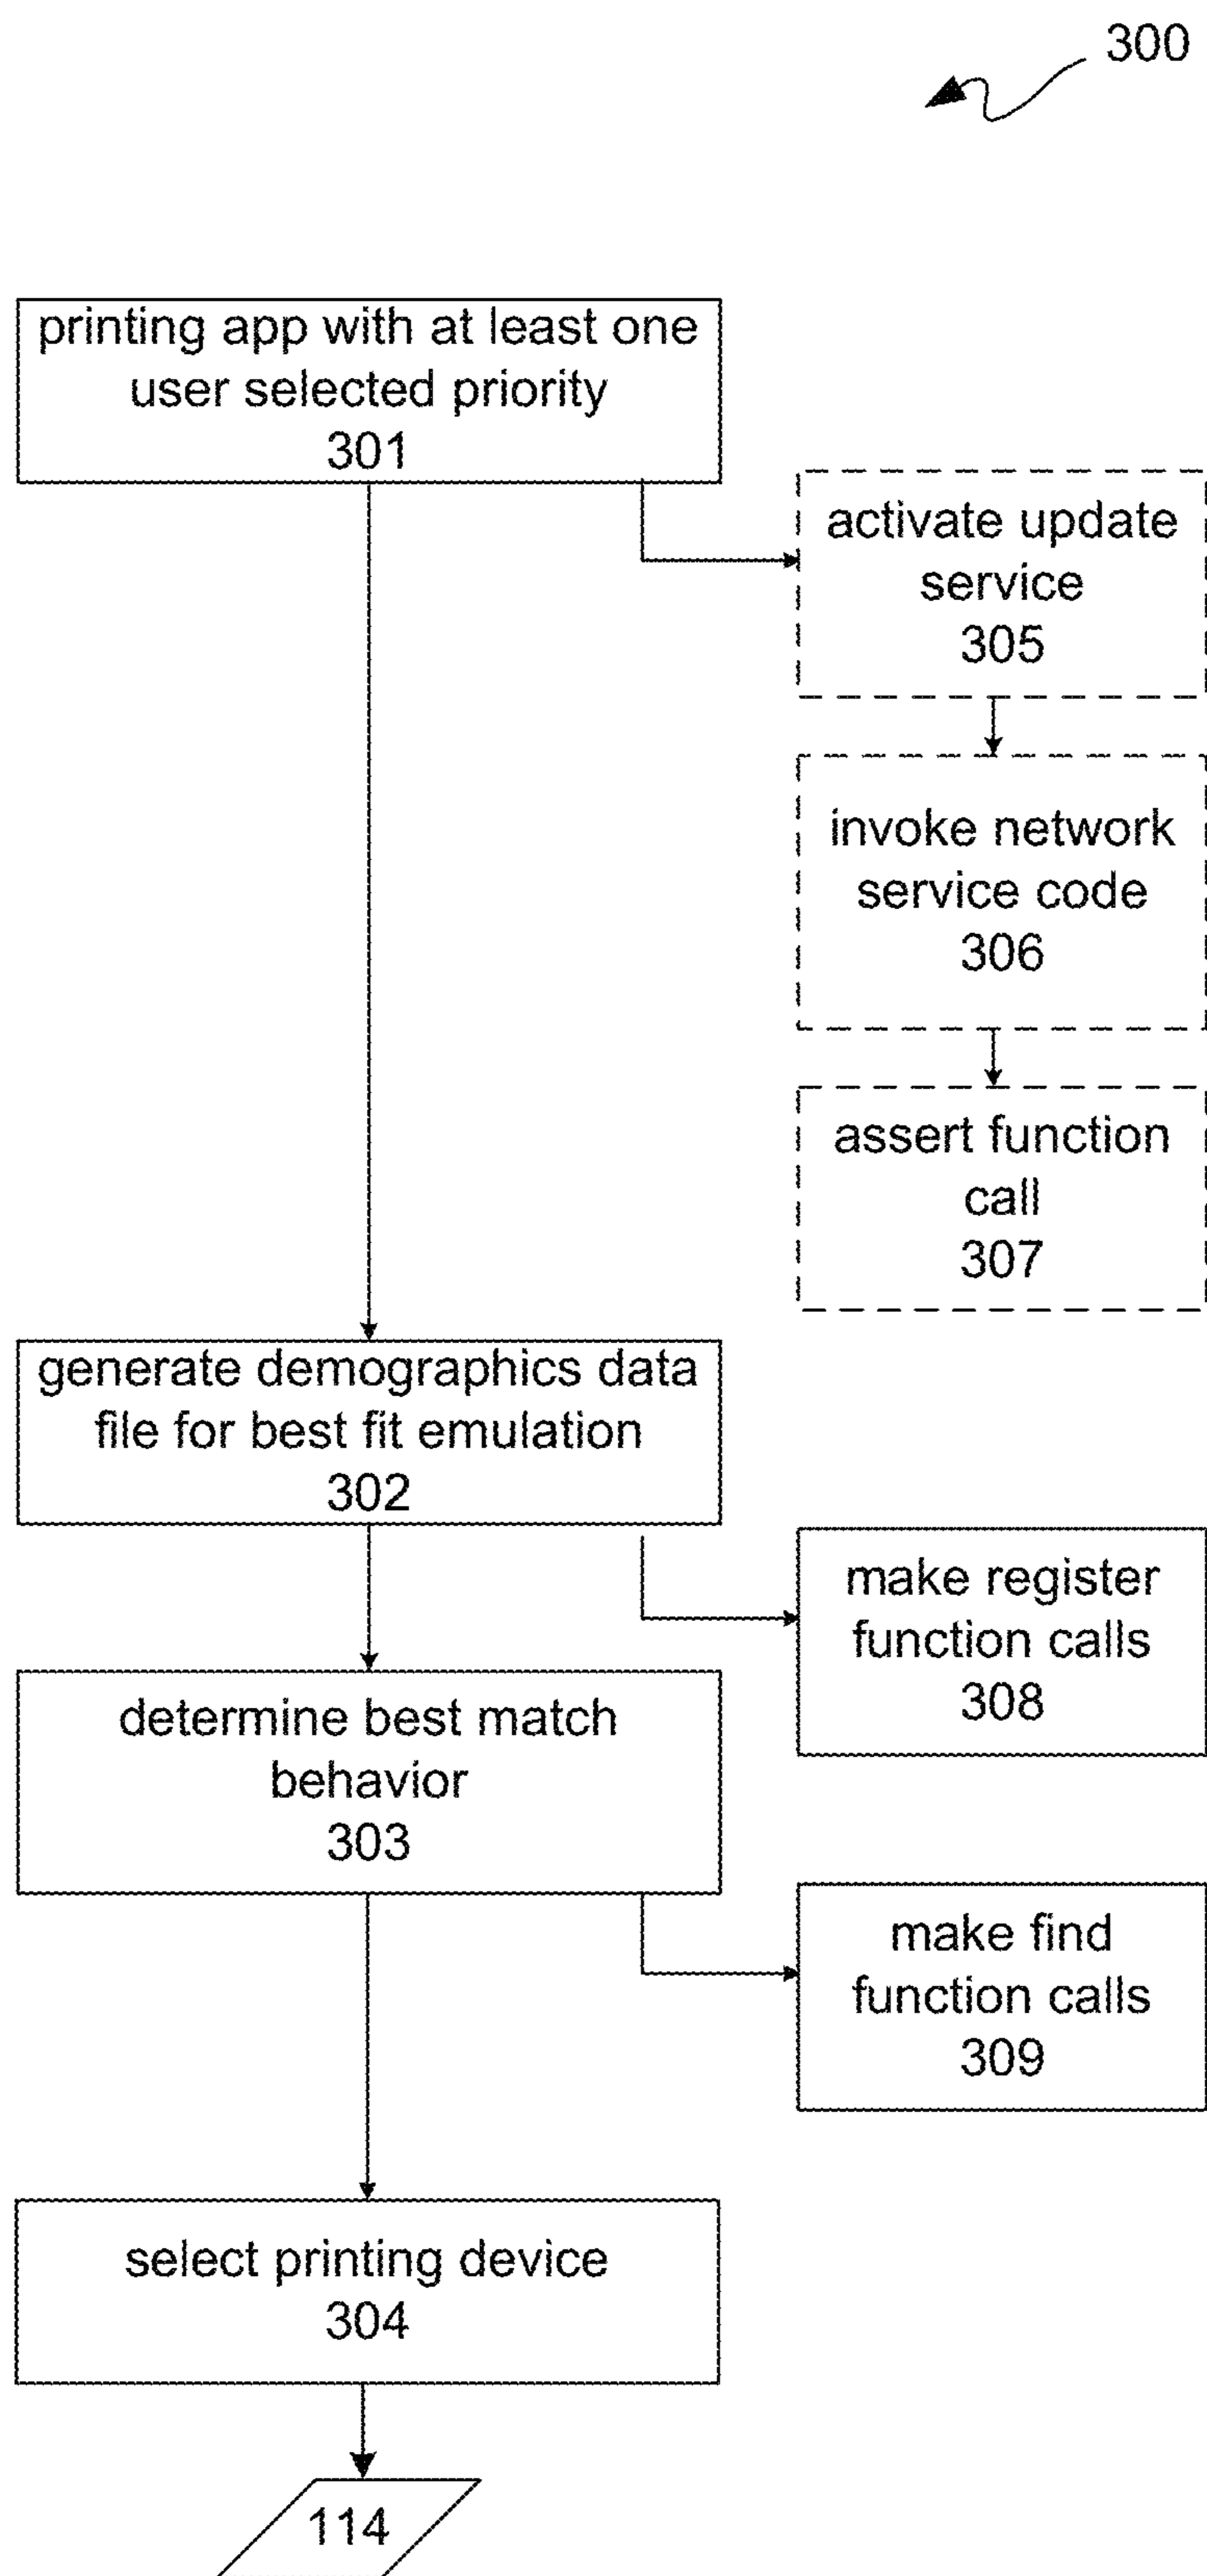 300
printing app with at least one
user selected priority
301
activate update
service
305
invoke network
service code
306
assert function
call
307
generate demographics data
file for best fit emulation
302
make register
function calls
308
determine best match
behavior
303
make find
function calls
309
select printing device
304
114